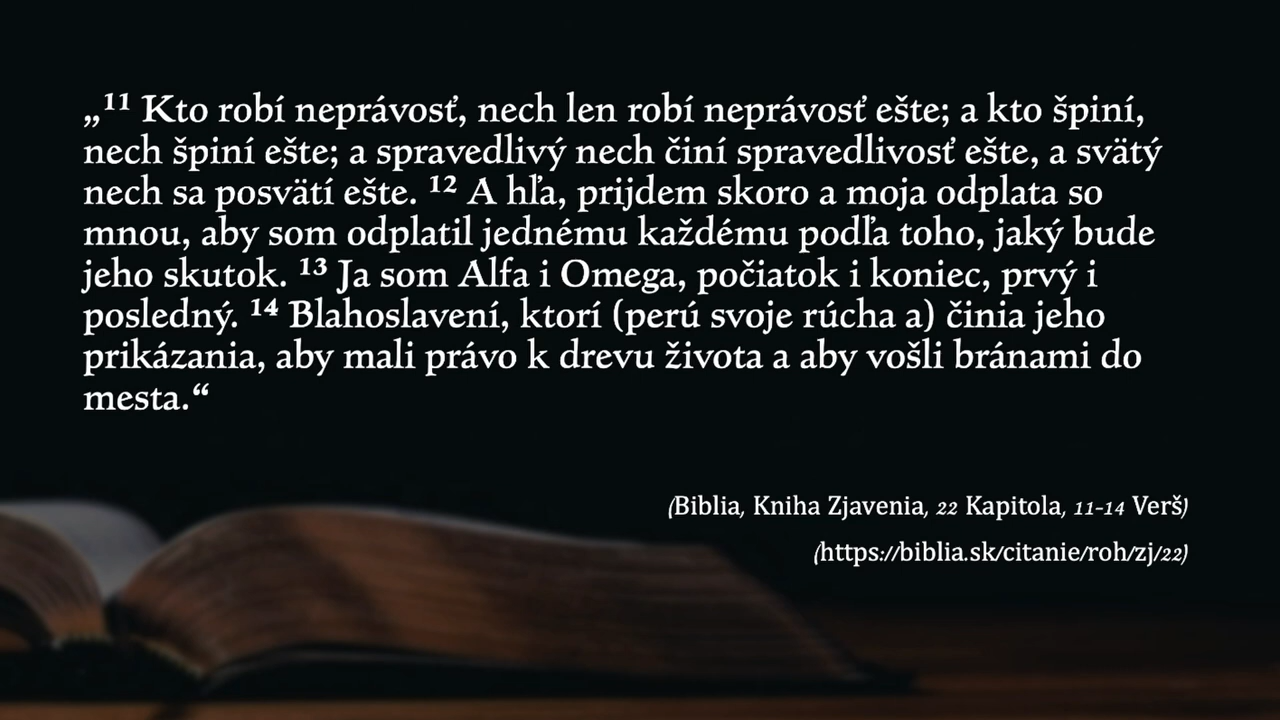 „¹¹ Kto robí neprávosť, nech len robí neprávosť ešte; a kto špiní,
nech špiní ešte; a spravedlivý nech činí spravedlivosť ešte, a svätý
nech sa posvätí ešte. ¹² A hľa, prijdem skoro a moja odplata so
mnou, aby som odplatil jednému každému podľa toho, jaký bude
jeho skutok. ¹³ Ja som Alfa i Omega, počiatok i koniec, prvý i
posledný. ¹⁴ Blahoslavení, ktorí (perú svoje rúcha a) činia jeho
prikázania, aby mali právo k drevu života a aby vošli bránami do
mesta.“
(Biblia, Kniha Zjavenia, 22 Kapitola, 11-14 Verš)
(https://biblia.sk/citanie/roh/zj/22)